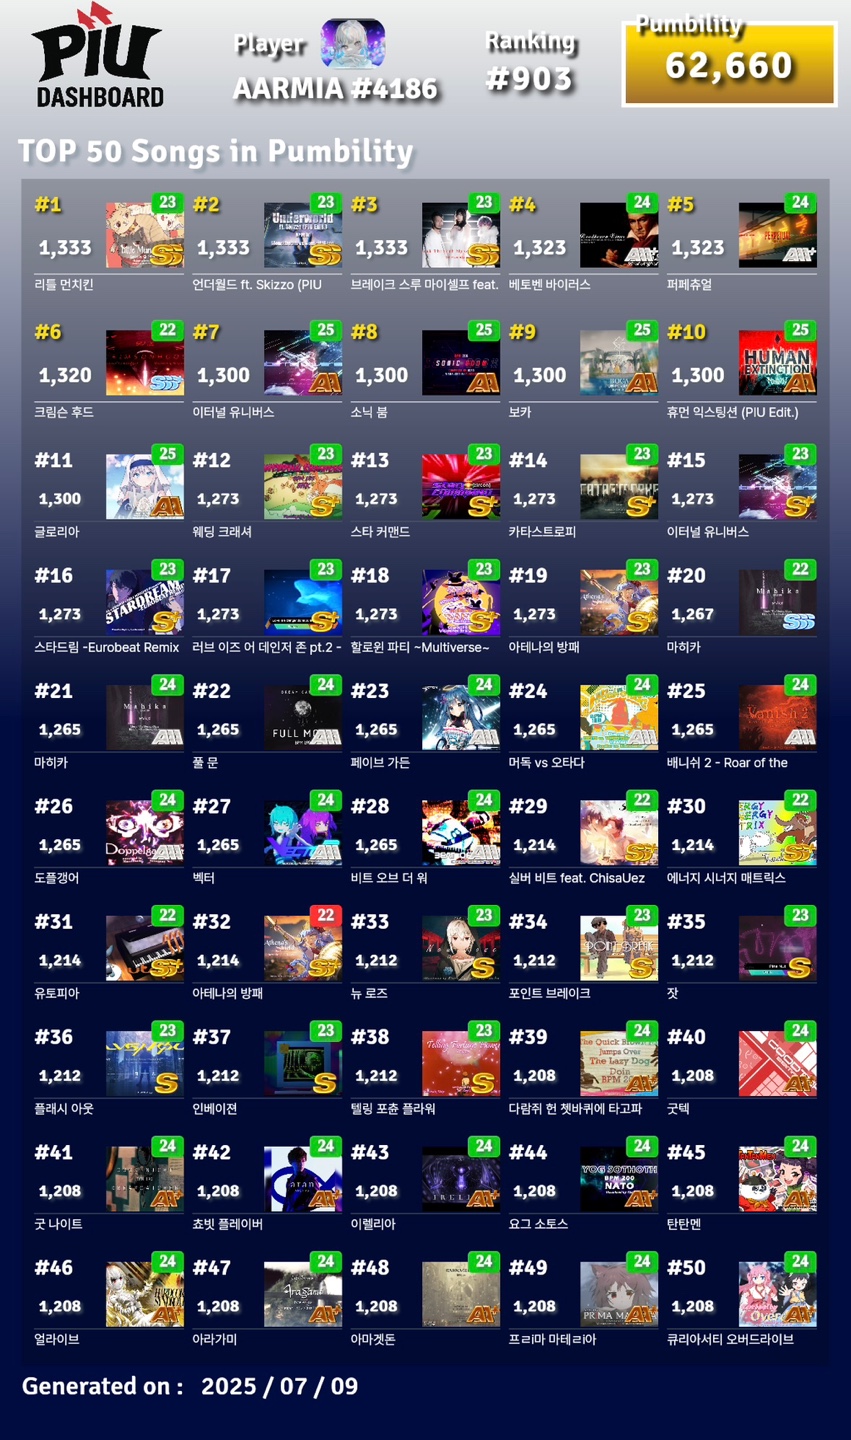 PIU
DASHBOARD
Player
AARMIA #4186
Ranking
#903
Pumbility
62,660
TOP 50 Songs in Pumbility
#1 23 #2 23 #3 23 #4 24 #5 24
1,333 1,333 1,333 1,323 1,323
리틀 먼치킨 언더월드 ft. Skizzo (PIU 브레이크 스루 마이셀프 feat. 베토벤 바이러스 퍼페츄얼
#6 22 #7 25 #8 25 #9 25 #10 25
1,320 1,300 1,300 1,300 1,300
크림슨 후드 이터널 유니버스 소닉 붐 보카 휴먼 익스팅션 (PIU Edit.)
#11 25 #12 23 #13 23 #14 23 #15 23
1,300 1,273 1,273 1,273 1,273
글로리아 웨딩 크래셔 스타 커맨드 카타스트로피 이터널 유니버스
#16 23 #17 23 #18 23 #19 23 #20 22
1,273 1,273 1,273 1,273 1,267
스타드림 -Eurobeat Remix 러브 이즈 어 데인저 존 pt.2 - 할로윈 파티 ~Multiverse~ 아테나의 방패 마히카
#21 24 #22 24 #23 24 #24 24 #25 24
1,265 1,265 1,265 1,265 1,265
마히카 풀 문 페이브 가든 머독 vs 오타다 배니쉬 2 - Roar of the
#26 24 #27 24 #28 24 #29 22 #30 22
1,265 1,265 1,265 1,214 1,214
도플갱어 벡터 비트 오브 더 워 실버 비트 feat. ChisaUez 에너지 시너지 매트릭스
#31 22 #32 22 #33 23 #34 23 #35 23
1,214 1,214 1,212 1,212 1,212
유토피아 아테나의 방패 뉴 로즈 포인트 브레이크 잣
#36 23 #37 23 #38 23 #39 24 #40 24
1,212 1,212 1,212 1,208 1,208
플래시 아웃 인베이젼 텔링 포츈 플라워 다람쥐 헌 쳇바퀴에 타고파 굿텍
#41 24 #42 24 #43 24 #44 24 #45 24
1,208 1,208 1,208 1,208 1,208
굿 나이트 쵸빗 플레이버 이렐리아 요그 소토스 탄탄멘
#46 24 #47 24 #48 24 #49 24 #50 24
1,208 1,208 1,208 1,208 1,208
얼라이브 아라가미 아마겟돈 프ㄹi마 마테ㄹi아 큐리아서티 오버드라이브
Generated on : 2025 / 07 / 09